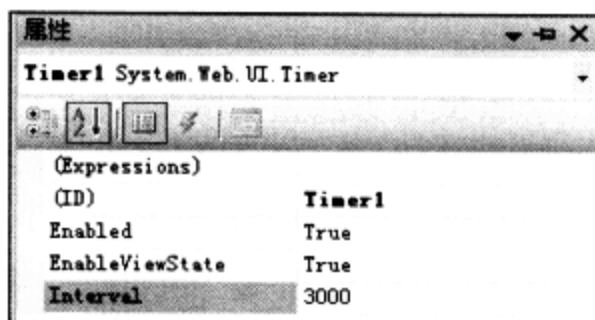 属性
Timer1 System.Web.UI.Timer
(Expressions)
(ID) Timer1
Enabled True
EnableViewState True
Interval 3000